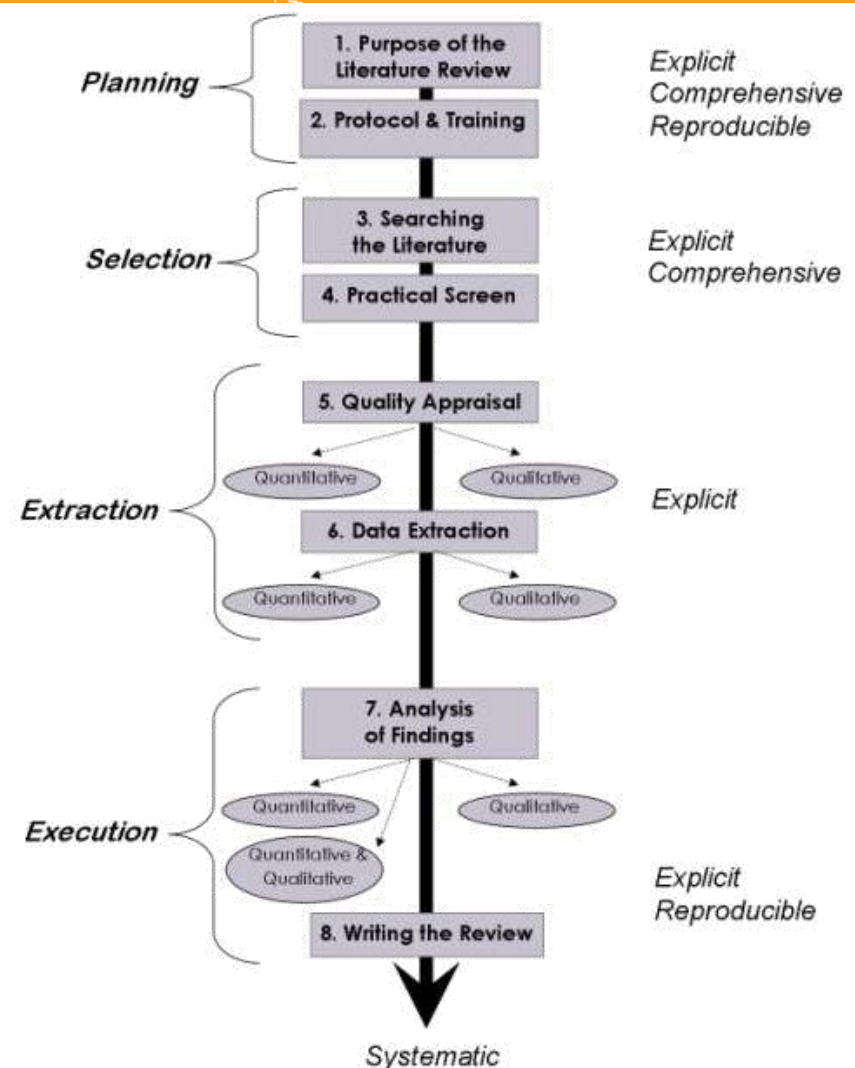 1. Purpose of the
Literature Review
Planning
Explicit
Comprehensive
Reproducible
2. Protocol & Training
3. Searching
the Literature
Selection
Explicit
Comprehensive
4. Practical Screen
5. Quality Appraisal
Quantitative
Qualitative
Extraction
Explicit
6. Data Extraction
Quantitative
Qualitative
7. Analysis
of Findings
Quantitative
Qualitative
Execution
Quantitative &
Qualitative
Explicit
Reproducible
8. Writing the Review
Systematic